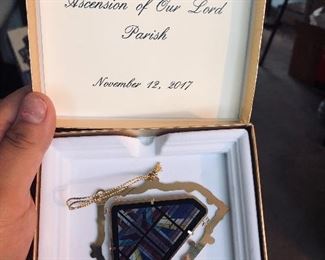 Ascension of Our Lord
Parish
November 12, 2017